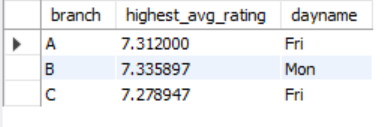 branch highest_avg_rating dayname
A 7.312000 Fri
B 7.335897 Mon
C 7.278947 Fri